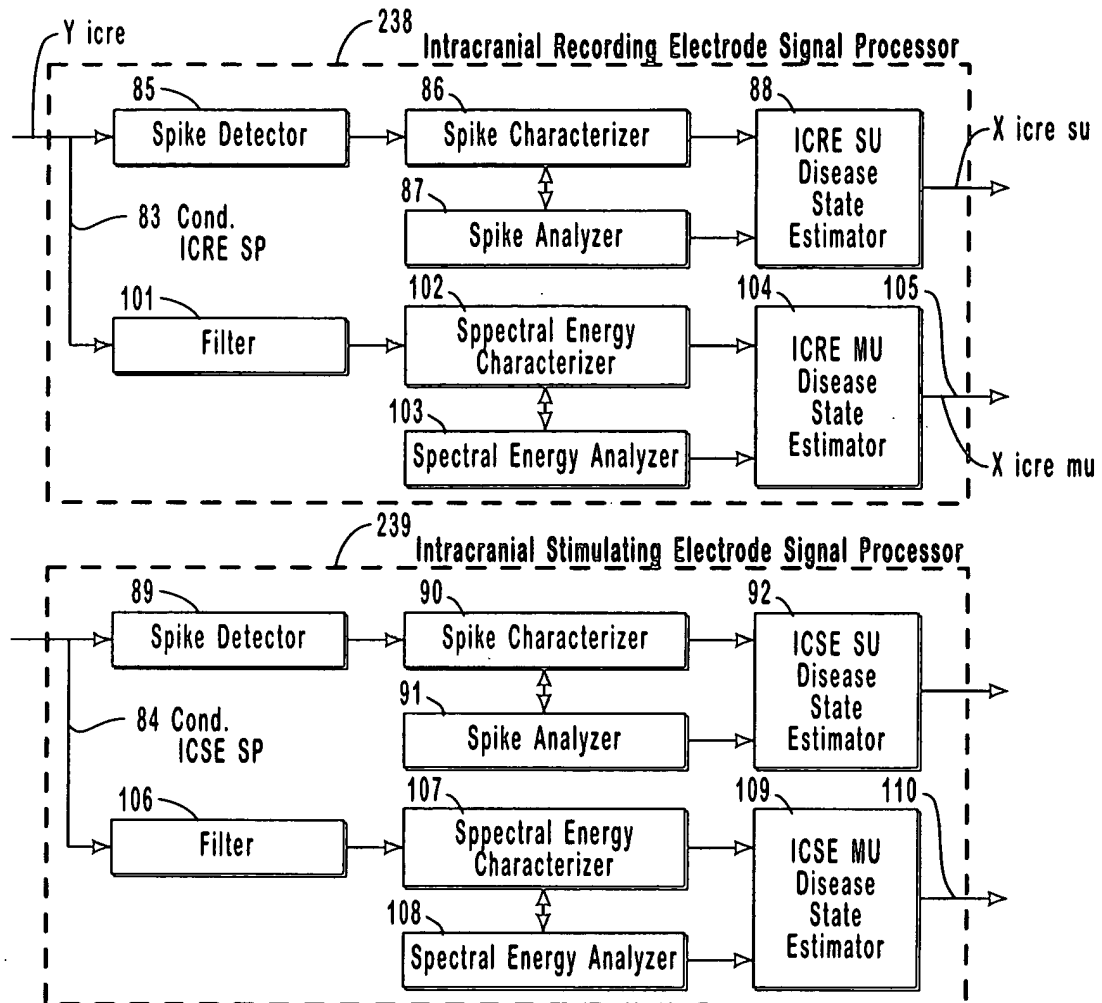 Y icre
238
Intracranial Recording Electrode Signal Processor
85
Spike Detector
86
Spike Characterizer
88
ICRE SU
Disease
State
Estimator
X icre su
87
Spike Analyzer
83 Cond.
ICRE SP
101
Filter
102
Sppectral Energy
Characterizer
104
105
ICRE MU
Disease
State
Estimator
103
Spectral Energy Analyzer
X icre mu
239
Intracranial Stimulating Electrode Signal Processor
89
Spike Detector
90
Spike Characterizer
92
ICSE SU
Disease
State
Estimator
91
Spike Analyzer
84 Cond.
ICSE SP
106
Filter
107
Sppectral Energy
Characterizer
109
110
ICSE MU
Disease
State
Estimator
108
Spectral Energy Analyzer